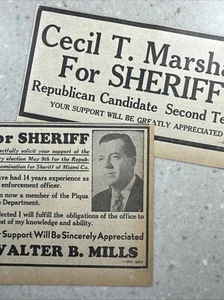 Cecil T. Marsha
For SHERIFF
Republican Candidate Second Te
YOUR SUPPORT WILL BE GREATLY APPRECIATED
or SHERIFF
ectfully solicit your support at the
ry election May 9th for the Repub-
nomination for Sheriff of Miami Co.
ave had 14 years experience as
enforcement officer.
m now a member of the Piqua
Department.
lected I will fulfill the obligations of office to
st of my knowledge and ability.
r Support Will Be Sincerely Appreciated
WALTER B. MILLS